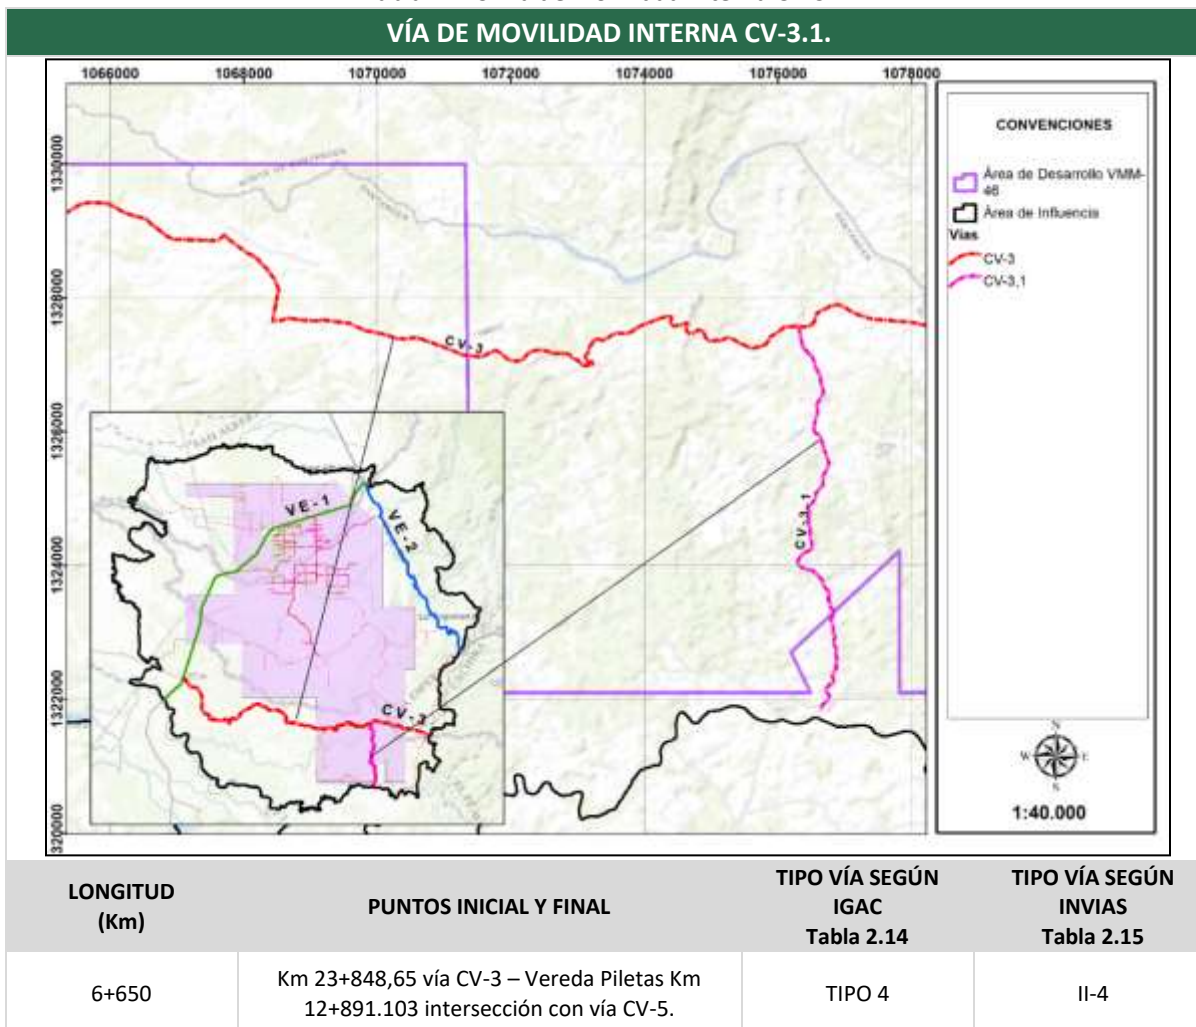 VÍA DE MOVILIDAD INTERNA CV-3.1.
1066000 1068000 1070000 1072000 1074000 1076000 1078000
1330000
1328000
1326000
1324000
1322000
320000
CV-3
CV-3,1
VE-1
VE-2
CV-3
SANTANDER
CONVENCIONES
Área de Desarrollo VMM-
46
Área de Influencia
Vías
CV-3
CV-3,1
N
W E
S
1:40.000
LONGITUD
(Km)
PUNTOS INICIAL Y FINAL
TIPO VÍA SEGÚN
IGAC
Tabla 2.14
TIPO VÍA SEGÚN
INVIAS
Tabla 2.15
6+650
Km 23+848,65 vía CV-3 – Vereda Piletas Km
12+891.103 intersección con vía CV-5.
TIPO 4
II-4